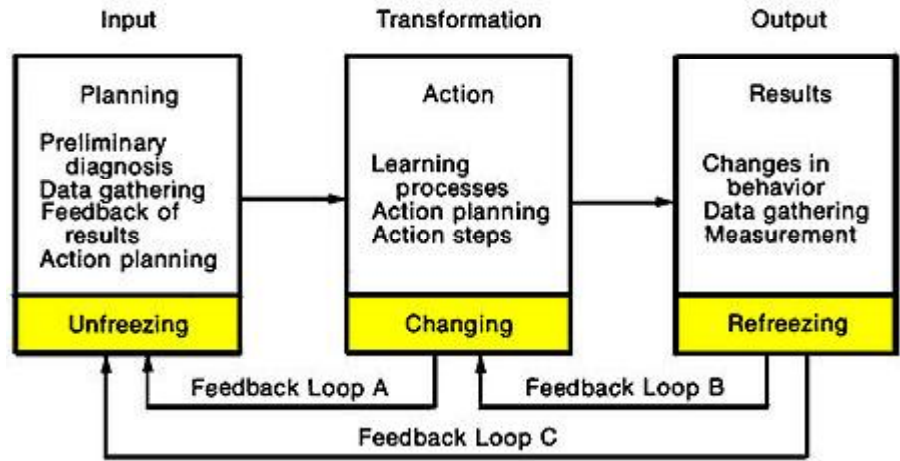 Input
Transformation
Output
Planning
Preliminary
diagnosis
Data gathering
Feedback of
results
Action planning
Unfreezing
Action
Learning
processes
Action planning
Action steps
Changing
Results
Changes in
behavior
Data gathering
Measurement
Refreezing
Feedback Loop A
Feedback Loop B
Feedback Loop C